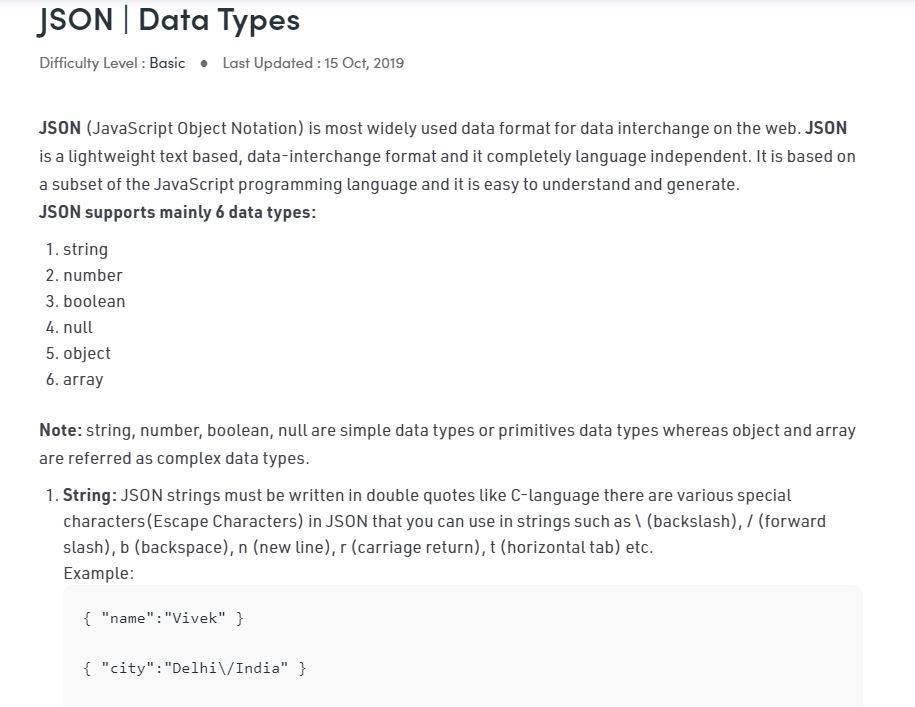 JSON | Data Types
Difficulty Level : Basic ● Last Updated : 15 Oct, 2019
JSON (JavaScript Object Notation) is most widely used data format for data interchange on the web. JSON
is a lightweight text based, data-interchange format and it completely language independent. It is based on
a subset of the JavaScript programming language and it is easy to understand and generate.
JSON supports mainly 6 data types:
1. string
2. number
3. boolean
4. null
5. object
6. array
Note: string, number, boolean, null are simple data types or primitives data types whereas object and array
are referred as complex data types.
1. String: JSON strings must be written in double quotes like C-language there are various special
characters(Escape Characters) in JSON that you can use in strings such as \ (backslash), / (forward
slash), b (backspace), n (new line), r (carriage return), t (horizontal tab) etc.
Example:
{ "name":"Vivek" }
{ "city":"Delhi\/India" }